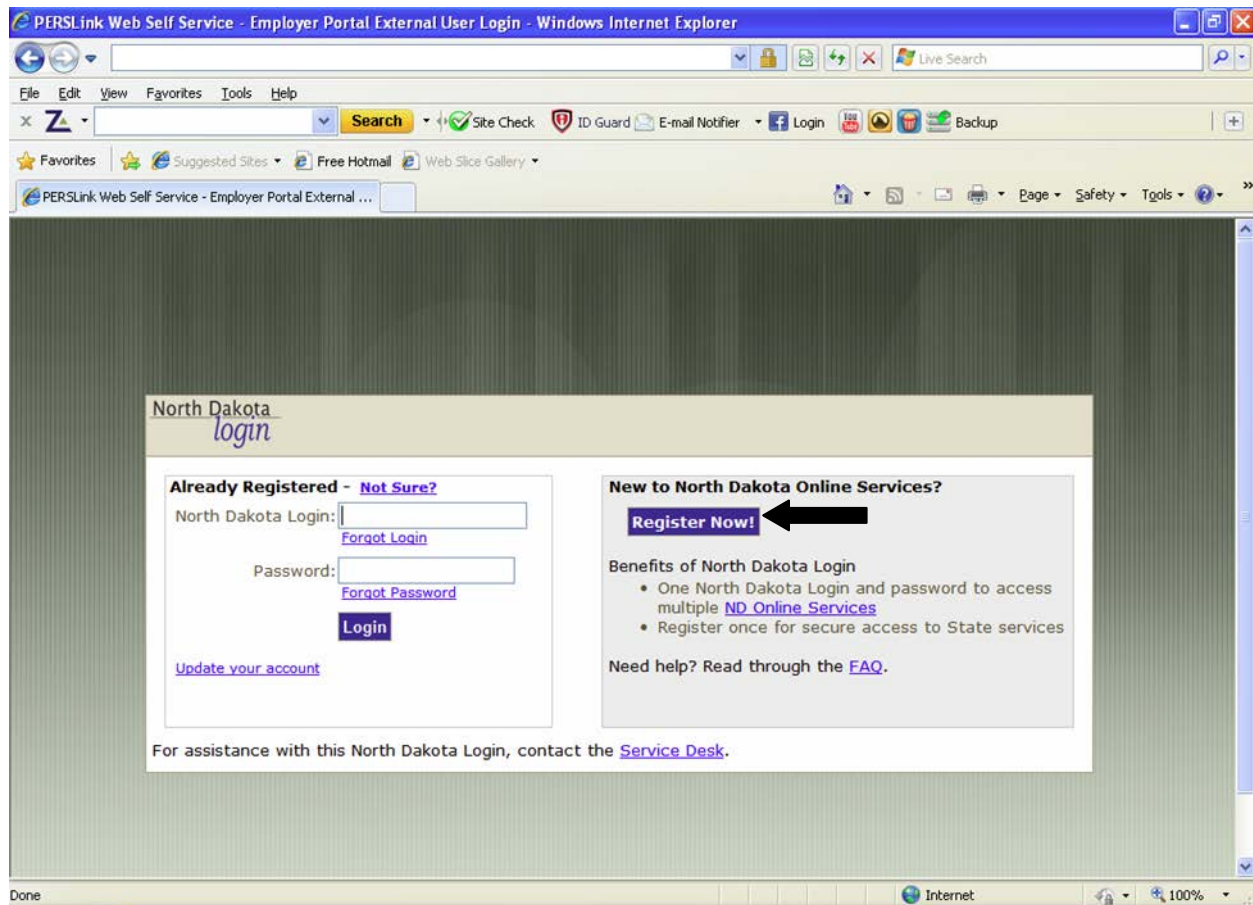 PERSLink Web Self Service - Employer Portal External User Login - Windows Internet Explorer
Live Search
File Edit View Favorites Tools Help
x Z Search Site Check ID Guard E-mail Notifier Login Backup
Favorites Suggested Sites Free Hotmail Web Slice Gallery
PERSLink Web Self Service - Employer Portal External ... Page Safety Tools
North Dakota
login
Already Registered - Not Sure?
North Dakota Login:
Forgot Login
Password:
Forgot Password
Login
Update your account
New to North Dakota Online Services?
Register Now!
Benefits of North Dakota Login
• One North Dakota Login and password to access
multiple ND Online Services
• Register once for secure access to State services
Need help? Read through the FAQ.
For assistance with this North Dakota Login, contact the Service Desk.
Done Internet 100%